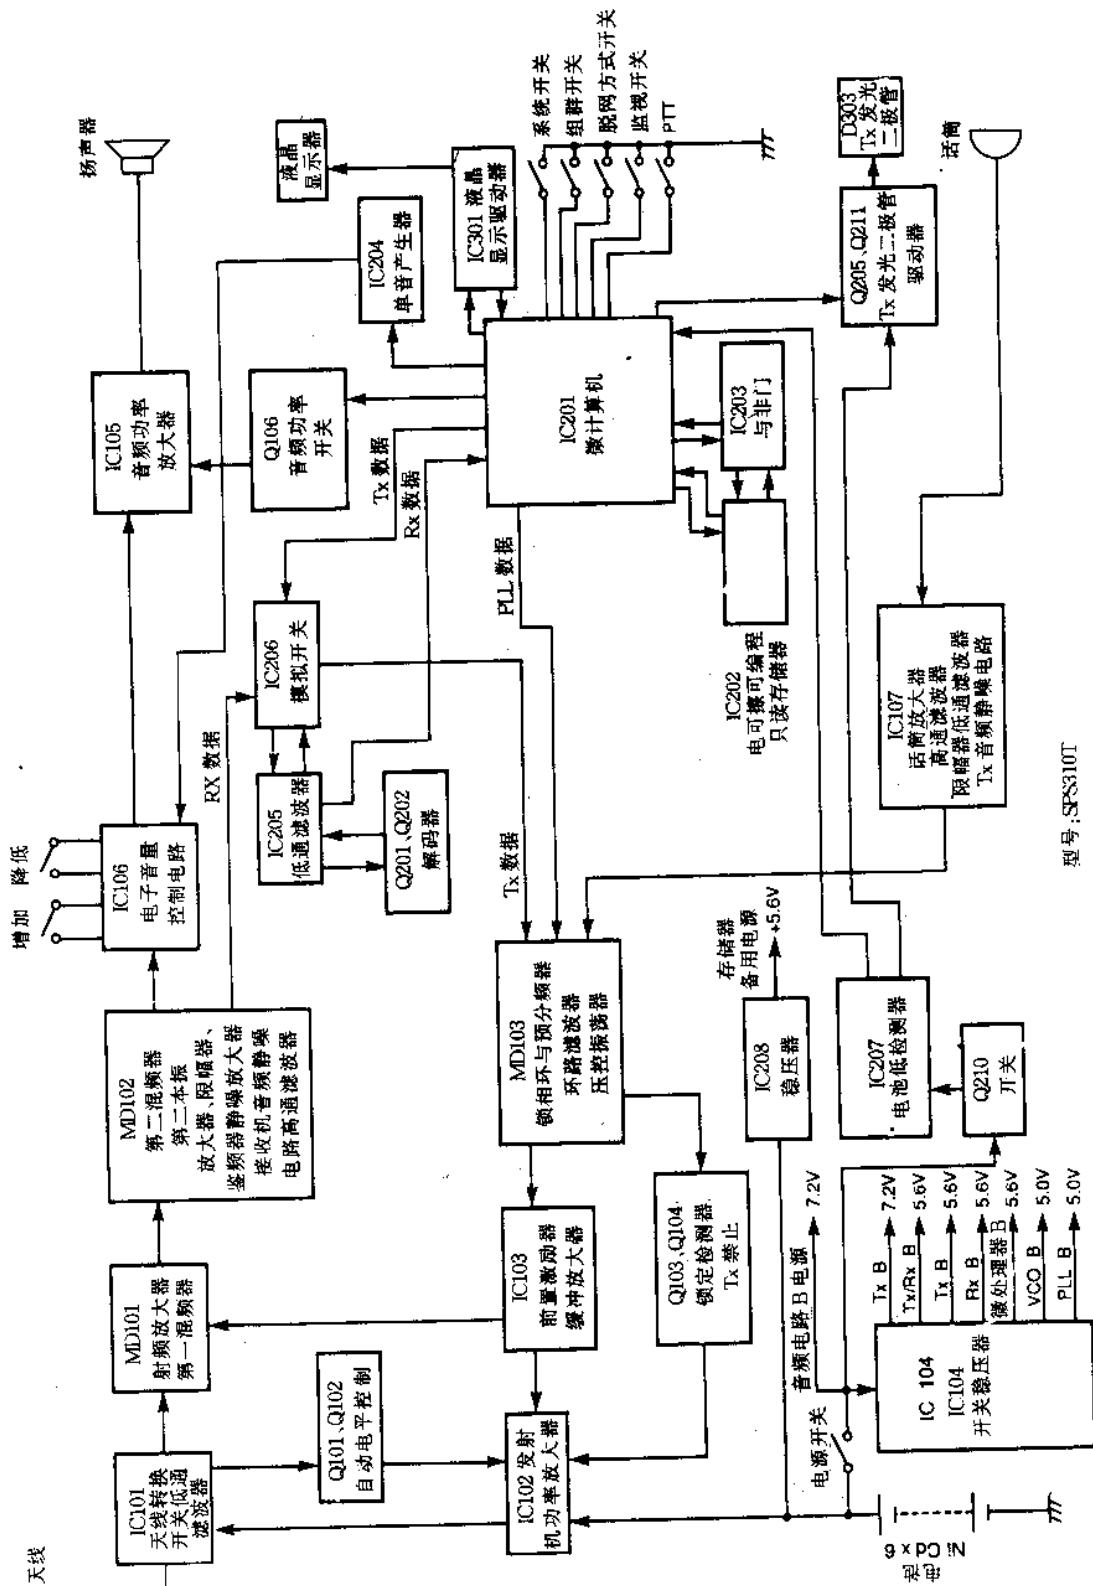 天线
IC101
天线转换
开关低通
滤波器
MD101
射频放大器
第一混频器
MD102
第二混频器
第二本振
放大器、限幅器、
鉴频器静噪放大器
接收机音频静噪
电路高通滤波器
增加
降低
IC106
电子音量
控制电路
IC105
音频功率
放大器
扬声器
RX 数据
Q106
音频功率
开关
IC204
单音产生器
IC301 液晶
显示驱动器
液晶
显示器
IC206
模拟开关
IC205
低通滤波器
Q201、Q202
解码器
Tx 数据
Rx 数据
PLL 数据
Tx 数据
IC201
微计算机
系统开关
组群开关
脱网方式开关
监视开关
PTT
Q101、Q102
自动电平控制
IC102 发射
机功率放大器
IC103
前置激励器
缓冲放大器
MD103
锁相环与预分频器
环路滤波器
压控振荡器
Q103、Q104
锁定检测器
Tx 禁止
IC202
电可擦可编程
只读存储器
IC203
与非门
Q205、Q211
Tx 发光二极管
驱动器
D303
Tx 发光
二极管
话筒
IC107
话筒放大器
高通滤波器
限幅器低通滤波器
Tx 音频静噪电路
存储器
备用电源
+5.6V
IC208
稳压器
IC207
电池低检测器
Q210
开关
音频电路 B 电源
7.2V
Tx B
7.2V
Tx/Rx B
5.6V
Tx B
5.6V
Rx B
5.6V
微处理器 B
5.6V
VCO B
5.0V
PLL B
5.0V
IC 104
IC104
开关稳压器
电源开关
电池
Ni Cd x 6
型号:SPS310T